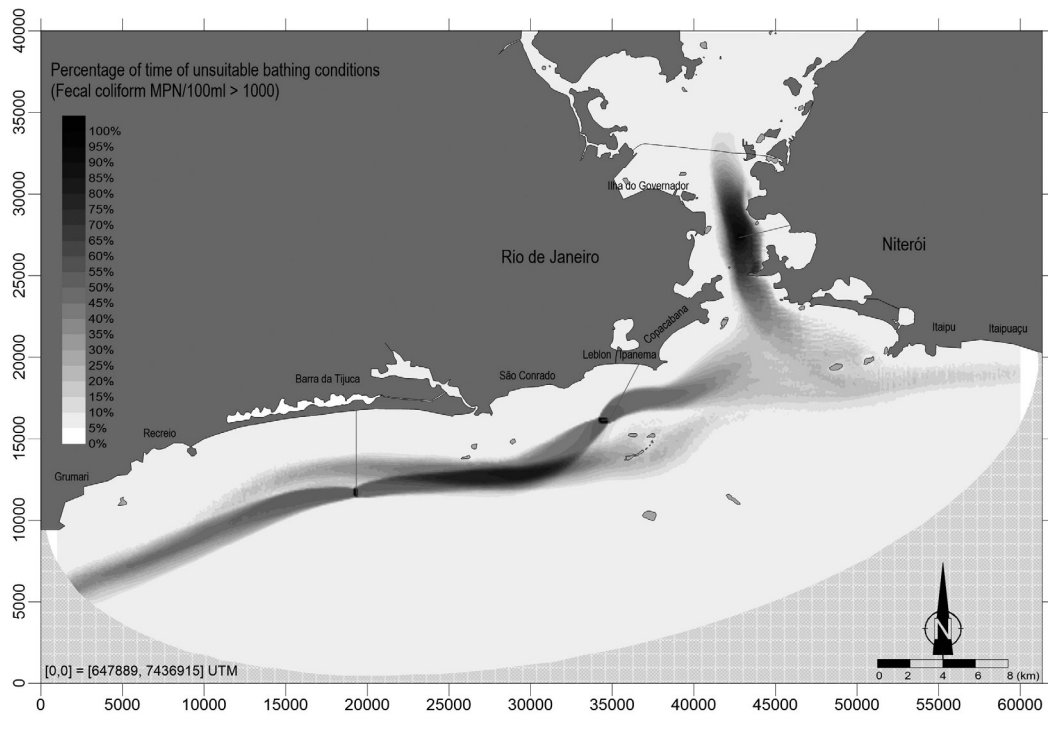 Percentage of time of unsuitable bathing conditions
(Fecal coliform MPN/100ml > 1000)
100%
95%
90%
85%
80%
75%
70%
65%
60%
55%
50%
45%
40%
35%
30%
25%
20%
15%
10%
5%
0%
40000
35000
30000
25000
20000
15000
10000
5000
0
Ilha do Governador
Rio de Janeiro
Niterói
Copacabana
Itaipu
Itaipuaçu
Leblon / Ipanema
São Conrado
Barra da Tijuca
Recreio
Grumari
N
[0,0] = [647889, 7436915] UTM
0 2 4 6 8 (km)
0 5000 10000 15000 20000 25000 30000 35000 40000 45000 50000 55000 60000